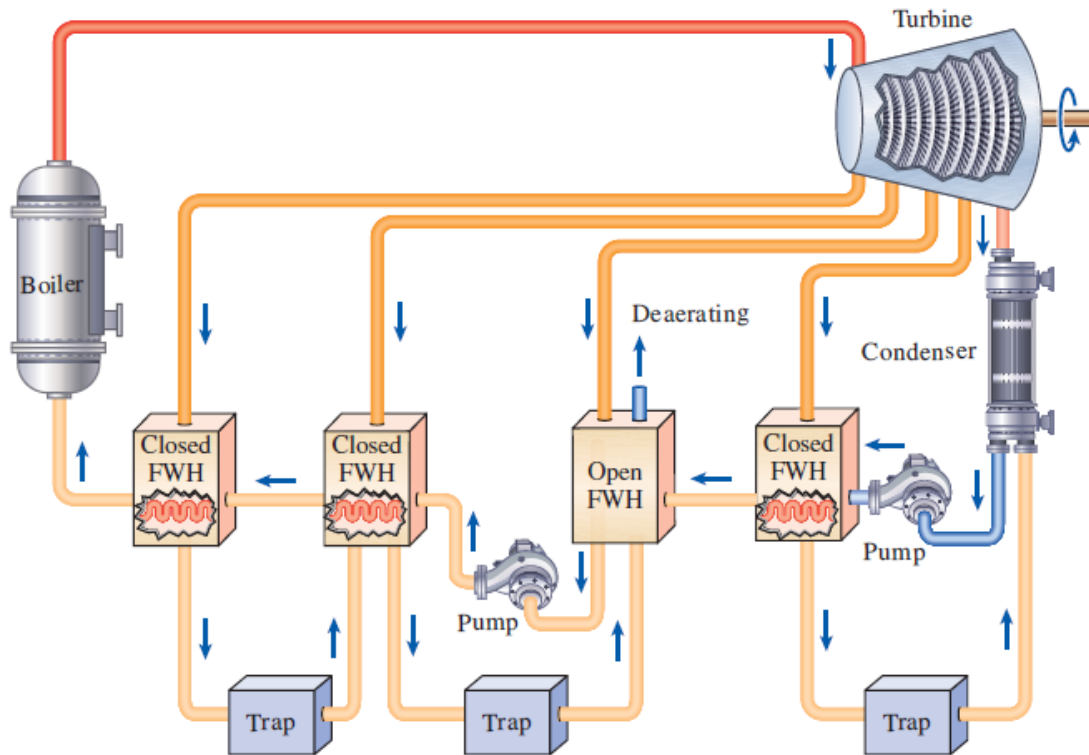 Turbine
Boiler
Deaerating
Condenser
Closed
FWH
Closed
FWH
Open
FWH
Closed
FWH
Pump
Pump
Trap
Trap
Trap